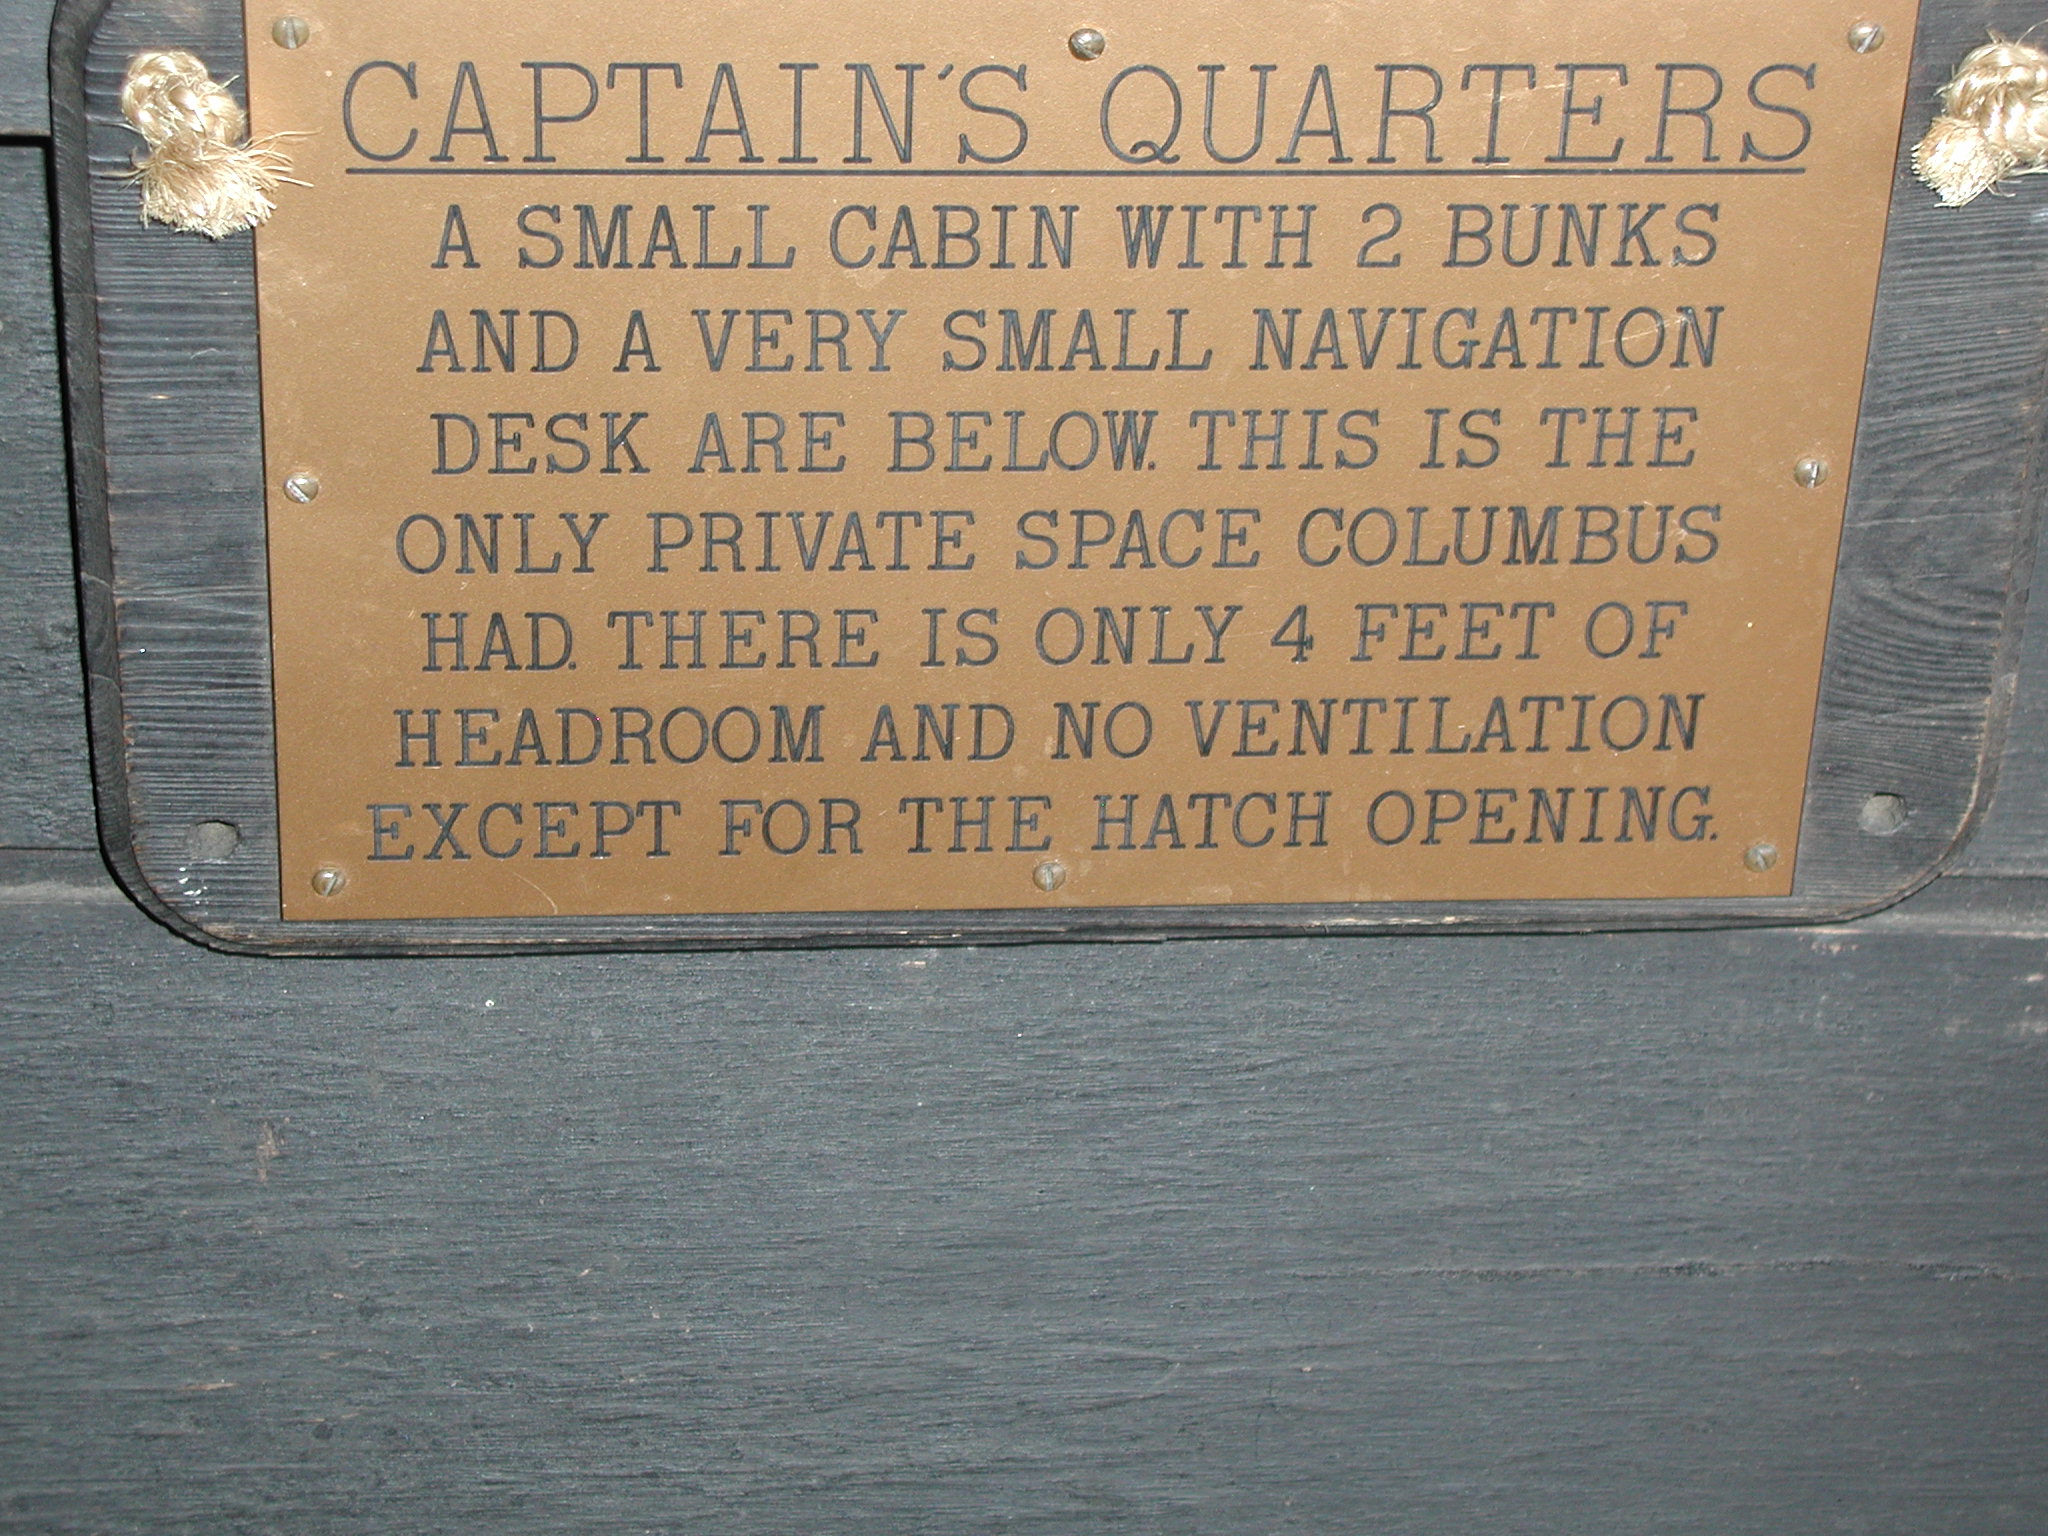 CAPTAIN'S QUARTERS
A SMALL CABIN WITH 2 BUNKS
AND A VERY SMALL NAVIGATION
DESK ARE BELOW. THIS IS THE
ONLY PRIVATE SPACE COLUMBUS
HAD. THERE IS ONLY 4 FEET OF
HEADROOM AND NO VENTILATION
EXCEPT FOR THE HATCH OPENING.